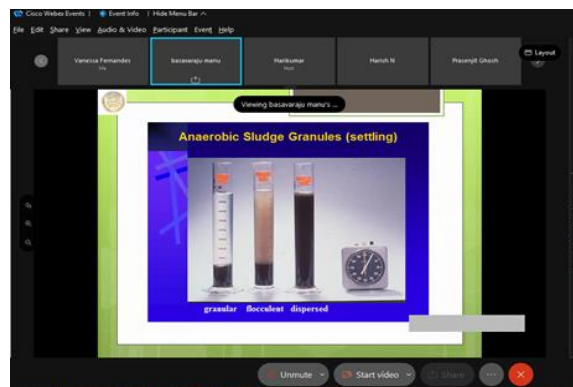 Cisco Webex Events | Event Info | Hide Menu Bar ^
File Edit Share View Audio & Video Participant Event Help
Layout
Vanessa Fernandes
Me
basavaraju manu
Harikumar
Host
Harish N
Prasenjit Ghosh
Viewing basavaraju manu's ...
Anaerobic Sludge Granules (settling)
granular flocculent dispersed
Unmute
Start video
Share